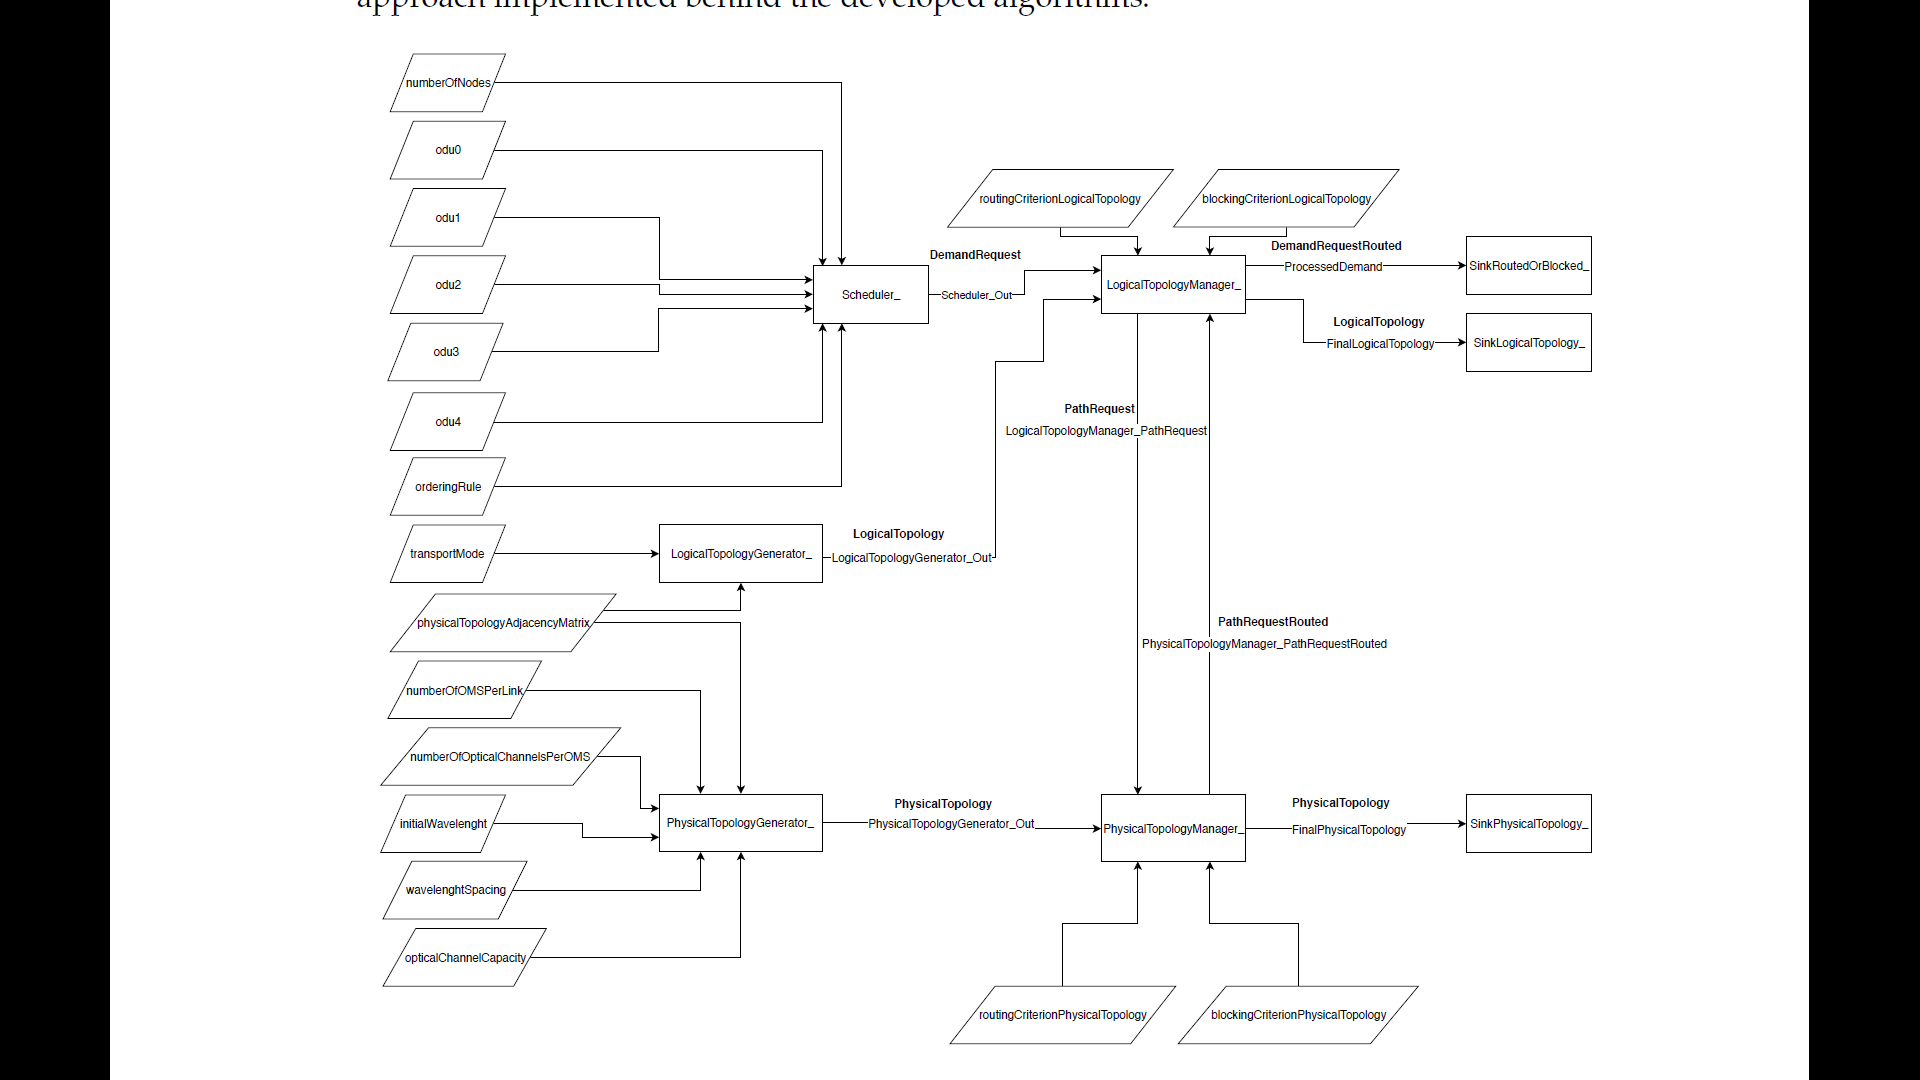 approach implemented behind the developed algorithms.
numberOfNodes
odu0
odu1
odu2
odu3
odu4
orderingRule
transportMode
physicalTopologyAdjacencyMatrix
numberOfOMSPerLink
numberOfOpticalChannelsPerOMS
initialWavelenght
wavelenghtSpacing
opticalChannelCapacity
Scheduler_
DemandRequest
Scheduler_Out
LogicalTopologyGenerator_
LogicalTopology
LogicalTopologyGenerator_Out
PhysicalTopologyGenerator_
PhysicalTopology
PhysicalTopologyGenerator_Out
routingCriterionLogicalTopology
blockingCriterionLogicalTopology
LogicalTopologyManager_
DemandRequestRouted
ProcessedDemand
SinkRoutedOrBlocked_
LogicalTopology
FinalLogicalTopology
SinkLogicalTopology_
PathRequest
LogicalTopologyManager_PathRequest
PathRequestRouted
PhysicalTopologyManager_PathRequestRouted
PhysicalTopologyManager_
PhysicalTopology
FinalPhysicalTopology
SinkPhysicalTopology_
routingCriterionPhysicalTopology
blockingCriterionPhysicalTopology